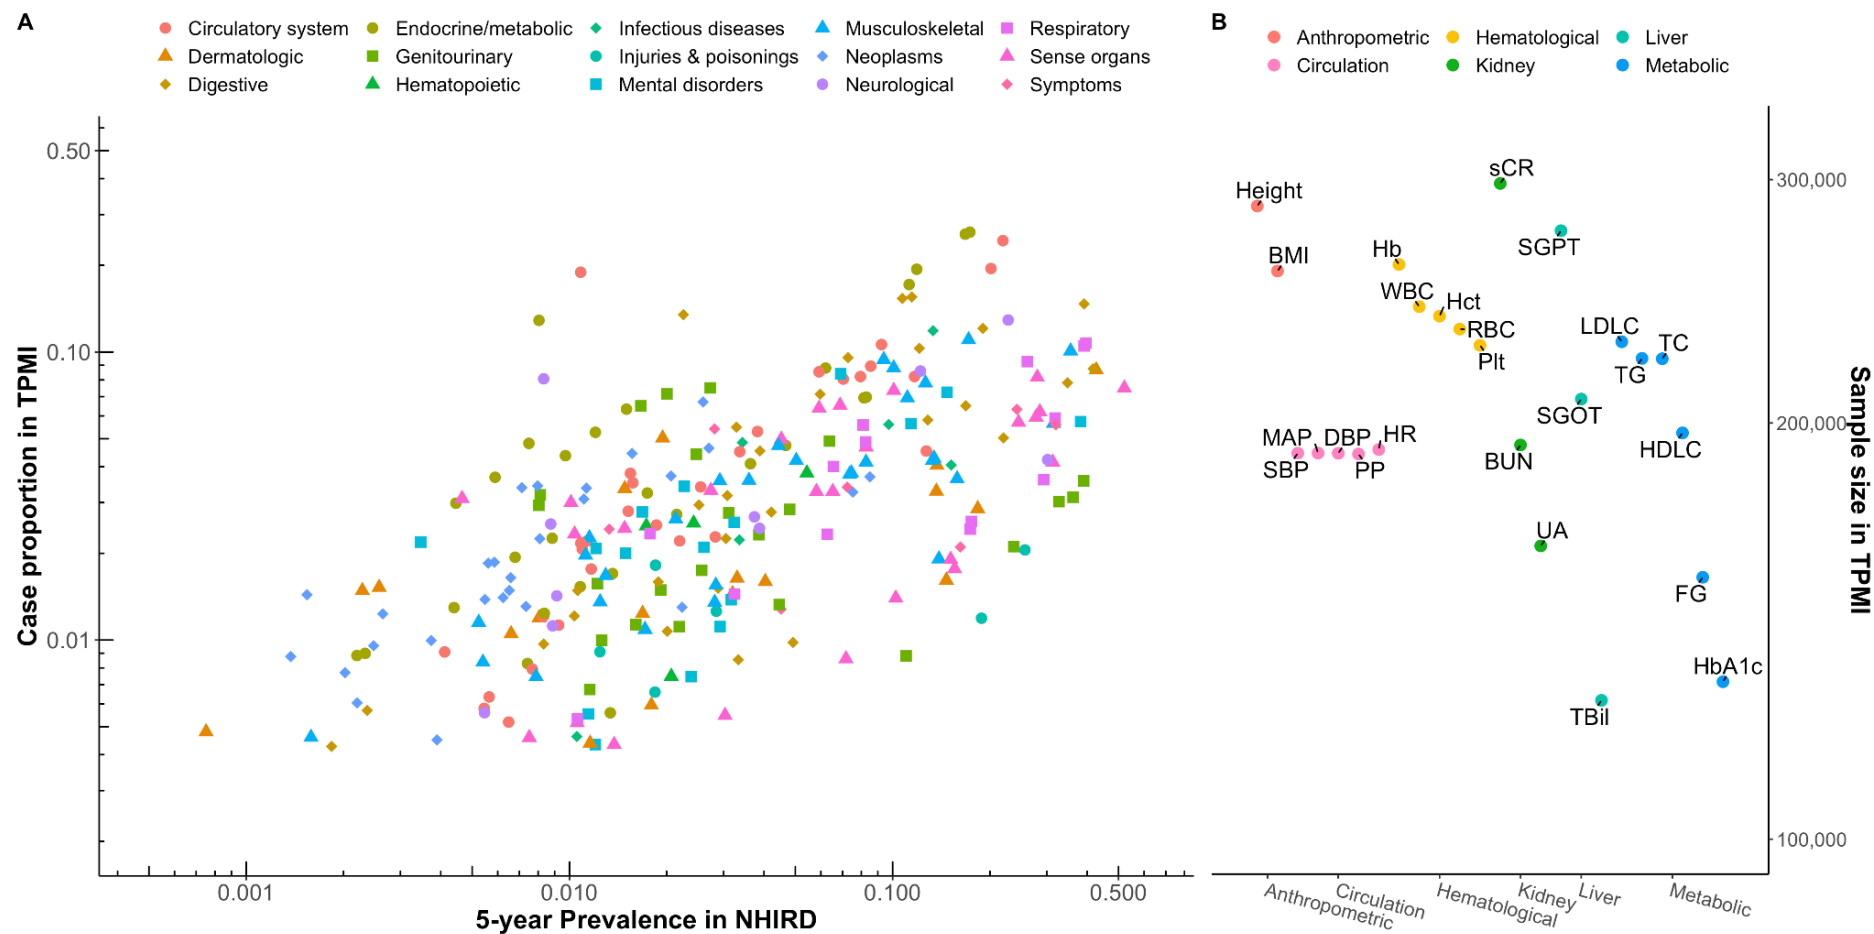 A
Circulatory system
Endocrine/metabolic
Infectious diseases
Musculoskeletal
Respiratory
Dermatologic
Genitourinary
Injuries & poisonings
Neoplasms
Sense organs
Digestive
Hematopoietic
Mental disorders
Neurological
Symptoms
Case proportion in TPMI
0.50
0.10
0.01
0.001
0.010
0.100
0.500
5-year Prevalence in NHIRD
B
Anthropometric
Hematological
Liver
Circulation
Kidney
Metabolic
sCR
Height
SGPT
BMI
Hb
WBC
Hct
RBC
Plt
LDLC
TC
TG
SGOT
MAP
DBP
HR
SBP
PP
BUN
HDLC
UA
FG
HbA1c
TBil
300,000
200,000
100,000
Sample size in TPMI
Anthropometric
Circulation
Hematological
Kidney
Liver
Metabolic